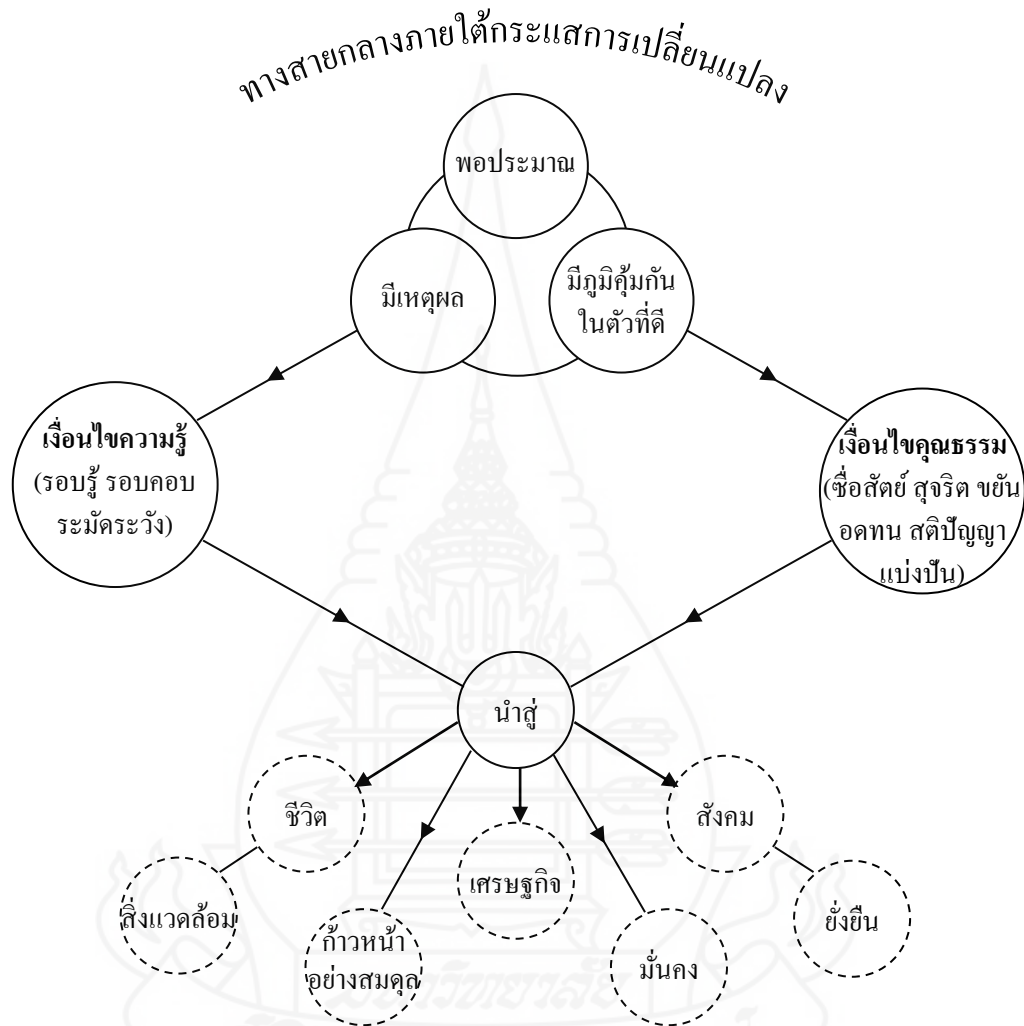 ทางสายกลางภายใต้กระแสการเปลี่ยนแปลง
พอประมาณ
มีเหตุผล
มีภูมิคุ้มกัน
ในตัวที่ดี
เงื่อนไขความรู้
(รอบรู้ รอบคอบ
ระมัดระวัง)
เงื่อนไขคุณธรรม
(ซื่อสัตย์ สุจริต ขยัน
อดทน สติปัญญา
แบ่งปัน)
นำสู่
ชีวิต
สังคม
เศรษฐกิจ
สิ่งแวดล้อม
ยั่งยืน
ก้าวหน้า
อย่างสมดุล
มั่นคง